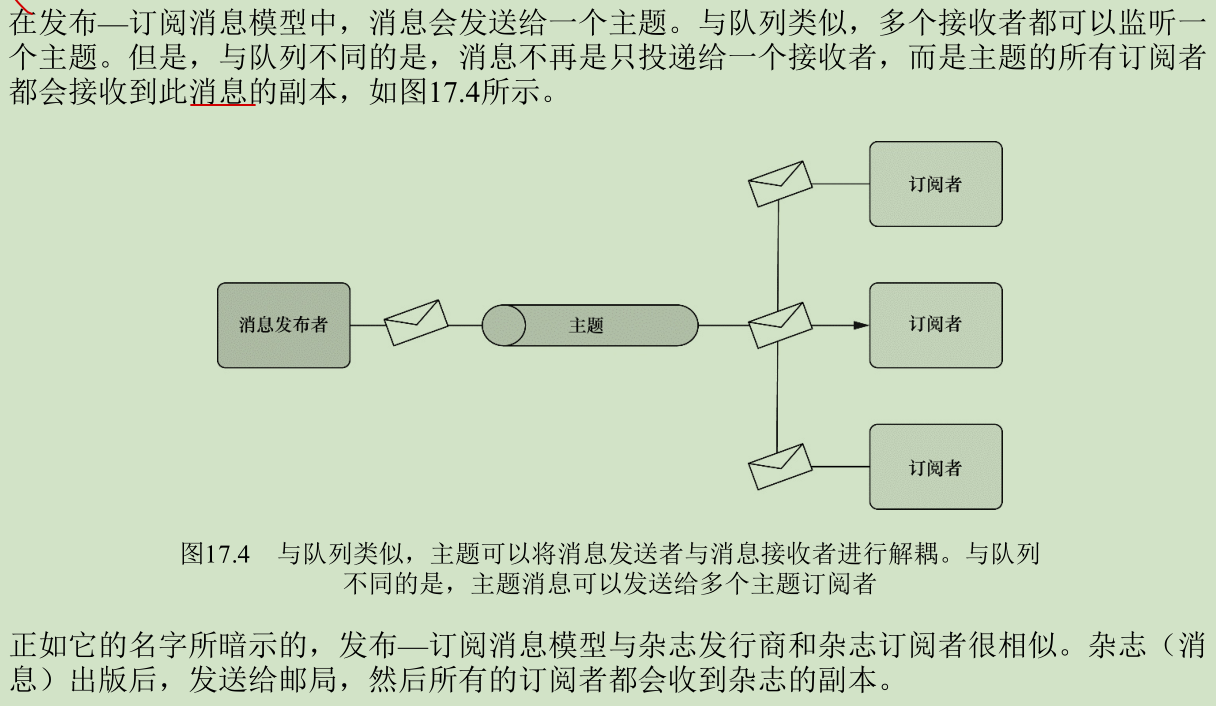 在发布—订阅消息模型中，消息会发送给一个主题。与队列类似，多个接收者都可以监听一
个主题。但是，与队列不同的是，消息不再是只投递给一个接收者，而是主题的所有订阅者
都会接收到此消息的副本，如图17.4所示。
订阅者
消息发布者
主题
订阅者
订阅者
图17.4 与队列类似，主题可以将消息发送者与消息接收者进行解耦。与队列
不同的是，主题消息可以发送给多个主题订阅者
正如它的名字所暗示的，发布—订阅消息模型与杂志发行商和杂志订阅者很相似。杂志（消
息）出版后，发送给邮局，然后所有的订阅者都会收到杂志的副本。